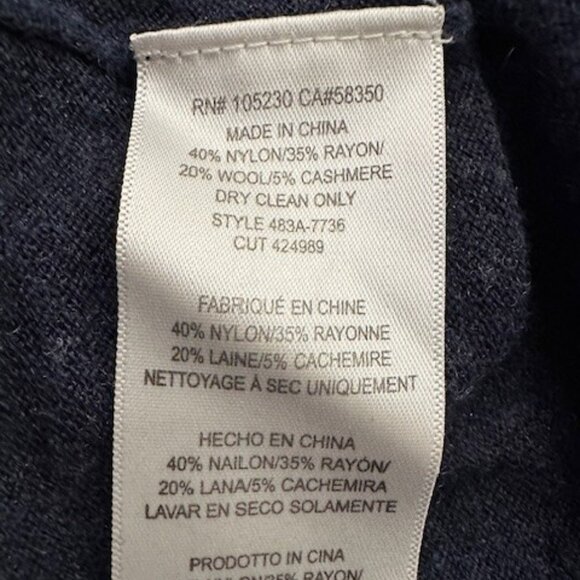 RN# 105230 CA#58350
MADE IN CHINA
40% NYLON/35% RAYON/
20% WOOL/5% CASHMERE
DRY CLEAN ONLY
STYLE 483A-7736
CUT 424989
FABRIQUÉ EN CHINE
40% NYLON/35% RAYONNE
20% LAINE/5% CACHEMIRE
NETTOYAGE À SEC UNIQUEMENT
HECHO EN CHINA
40% NAILON/35% RAYÓN/
20% LANA/5% CACHEMIRA
LAVAR EN SECO SOLAMENTE
PRODOTTO IN CINA
RAYON/